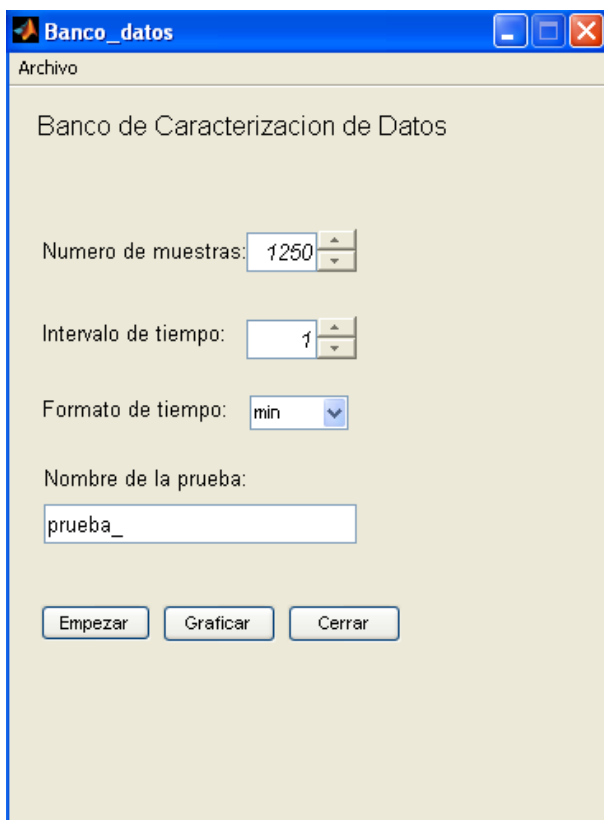 Banco_datos
Archivo
Banco de Caracterizacion de Datos
Numero de muestras: 1250
Intervalo de tiempo: 1
Formato de tiempo: min
Nombre de la prueba:
prueba_
Empezar Graficar Cerrar